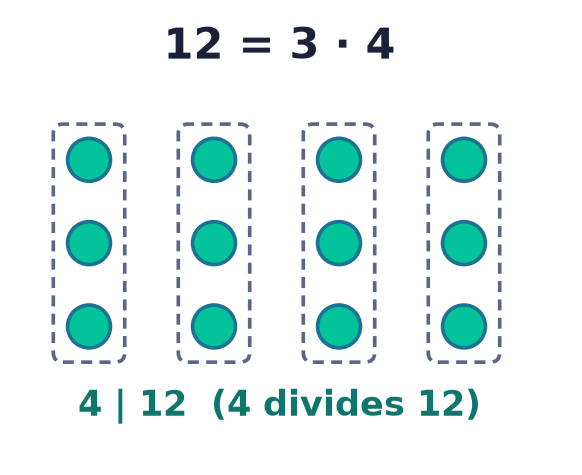 12 = 3 · 4
4 | 12 (4 divides 12)